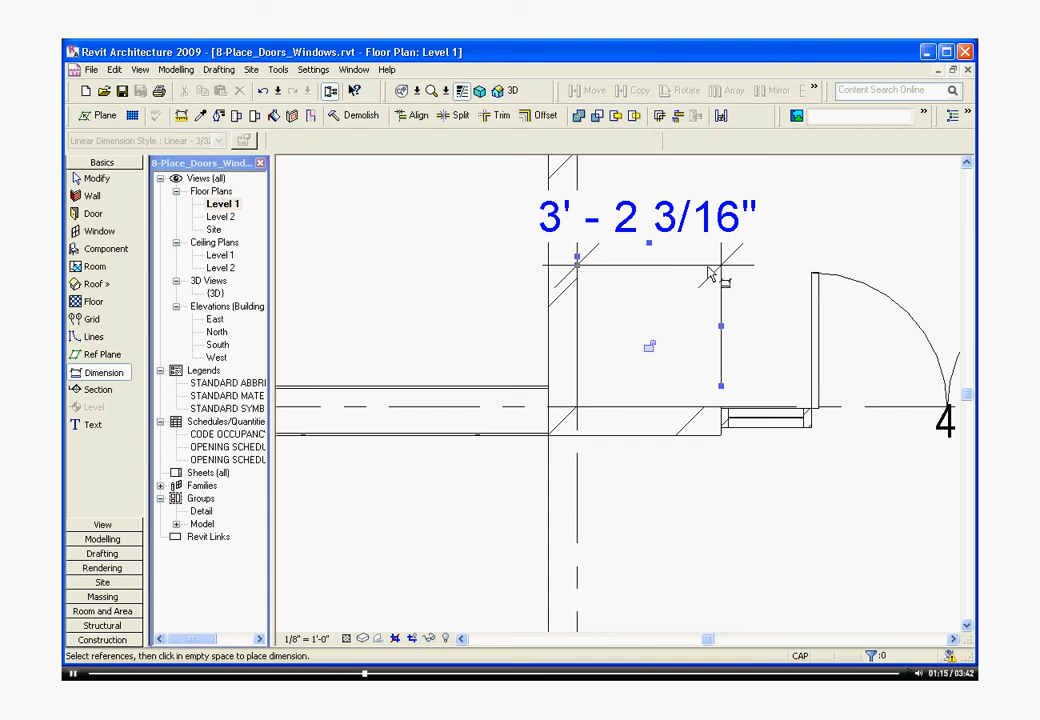 Revit Architecture 2009 - [8-Place_Doors_Windows.rvt - Floor Plan: Level 1]
File Edit View Modelling Drafting Site Tools Settings Window Help
3D Move Copy Rotate Array Mirror Content Search Online
Plane Demolish Align Split Trim Offset
Linear Dimension Style : Linear - 3/3
Basics
Modify
Wall
Door
Window
Component
Room
Roof »
Floor
Grid
Lines
Ref Plane
Dimension
Section
Level
Text
View
Modelling
Drafting
Rendering
Site
Massing
Room and Area
Structural
Construction
8-Place_Doors_Wind...
Views (all)
Floor Plans
Level 1
Level 2
Site
Ceiling Plans
Level 1
Level 2
3D Views
{3D}
Elevations (Building
East
North
South
West
Legends
STANDARD ABBRI
STANDARD MATE
STANDARD SYMB
Schedules/Quantitie
CODE OCCUPANC
OPENING SCHEDU
OPENING SCHEDU
Sheets (all)
Families
Groups
Detail
Model
Revit Links
3' - 2 3/16"
4
1/8" = 1'-0"
Select references, then click in empty space to place dimension.
CAP
:0
01:15 / 03:42